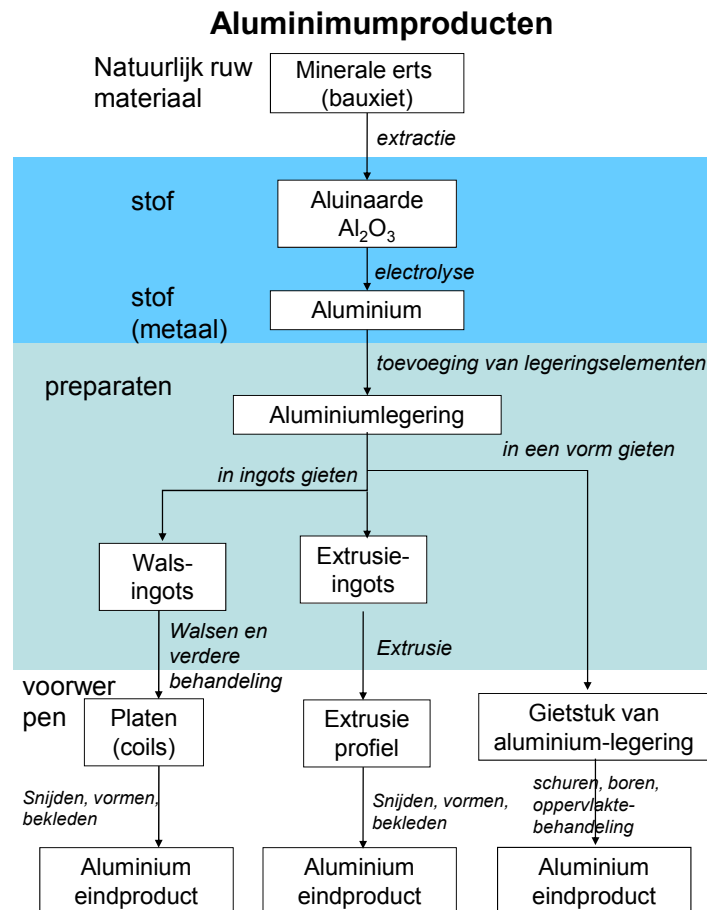 Aluminimumproducten
Natuurlijk ruw
materiaal
Minerale erts
(bauxiet)
extractie
stof
Aluinaarde
Al₂O₃
electrolyse
stof
(metaal)
Aluminium
toevoeging van legeringselementen
preparaten
Aluminiumlegering
in een vorm gieten
in ingots gieten
Wals-
ingots
Extrusie-
ingots
Walsen en
verdere
behandeling
Extrusie
voorwer
pen
Platen
(coils)
Extrusie
profiel
Gietstuk van
aluminium-legering
Snijden, vormen,
bekleden
Snijden, vormen,
bekleden
schuren, boren,
oppervlakte-
behandeling
Aluminium
eindproduct
Aluminium
eindproduct
Aluminium
eindproduct